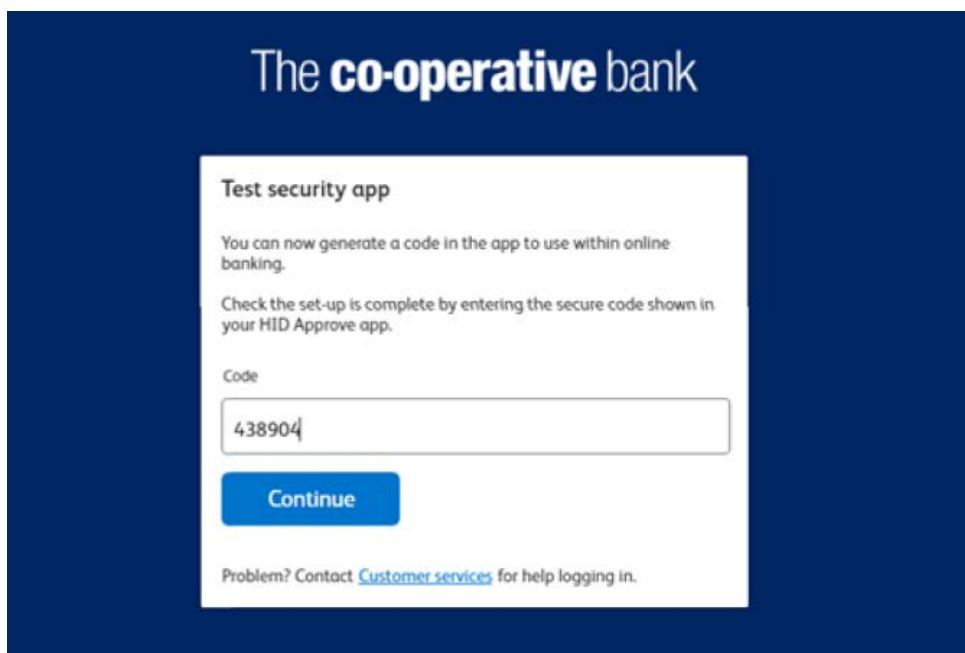 The co-operative bank
Test security app
You can now generate a code in the app to use within online
banking.
Check the set-up is complete by entering the secure code shown in
your HID Approve app.
Code
438904
Continue
Problem? Contact Customer services for help logging in.